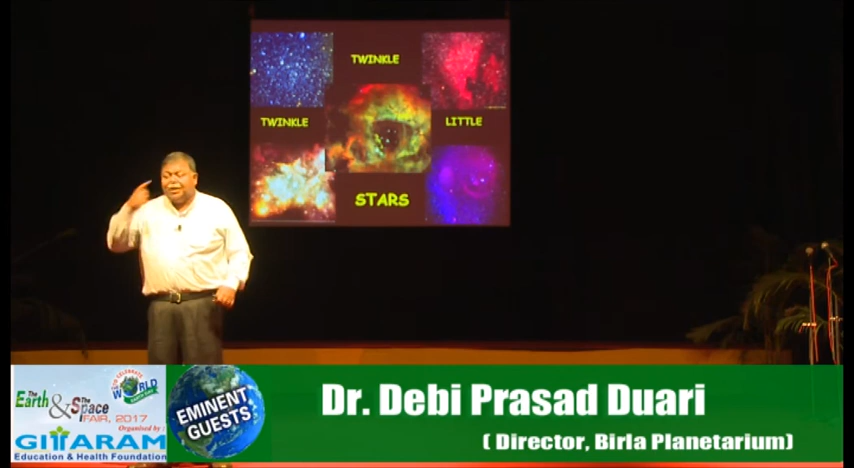 TWINKLE
TWINKLE
LITTLE
STARS
The
Earth & The
Space
FAIR, 2017
Organised by :
GITTARAM
Education & Health Foundation
EMINENT
GUESTS
Dr. Debi Prasad Duari
( Director, Birla Planetarium)